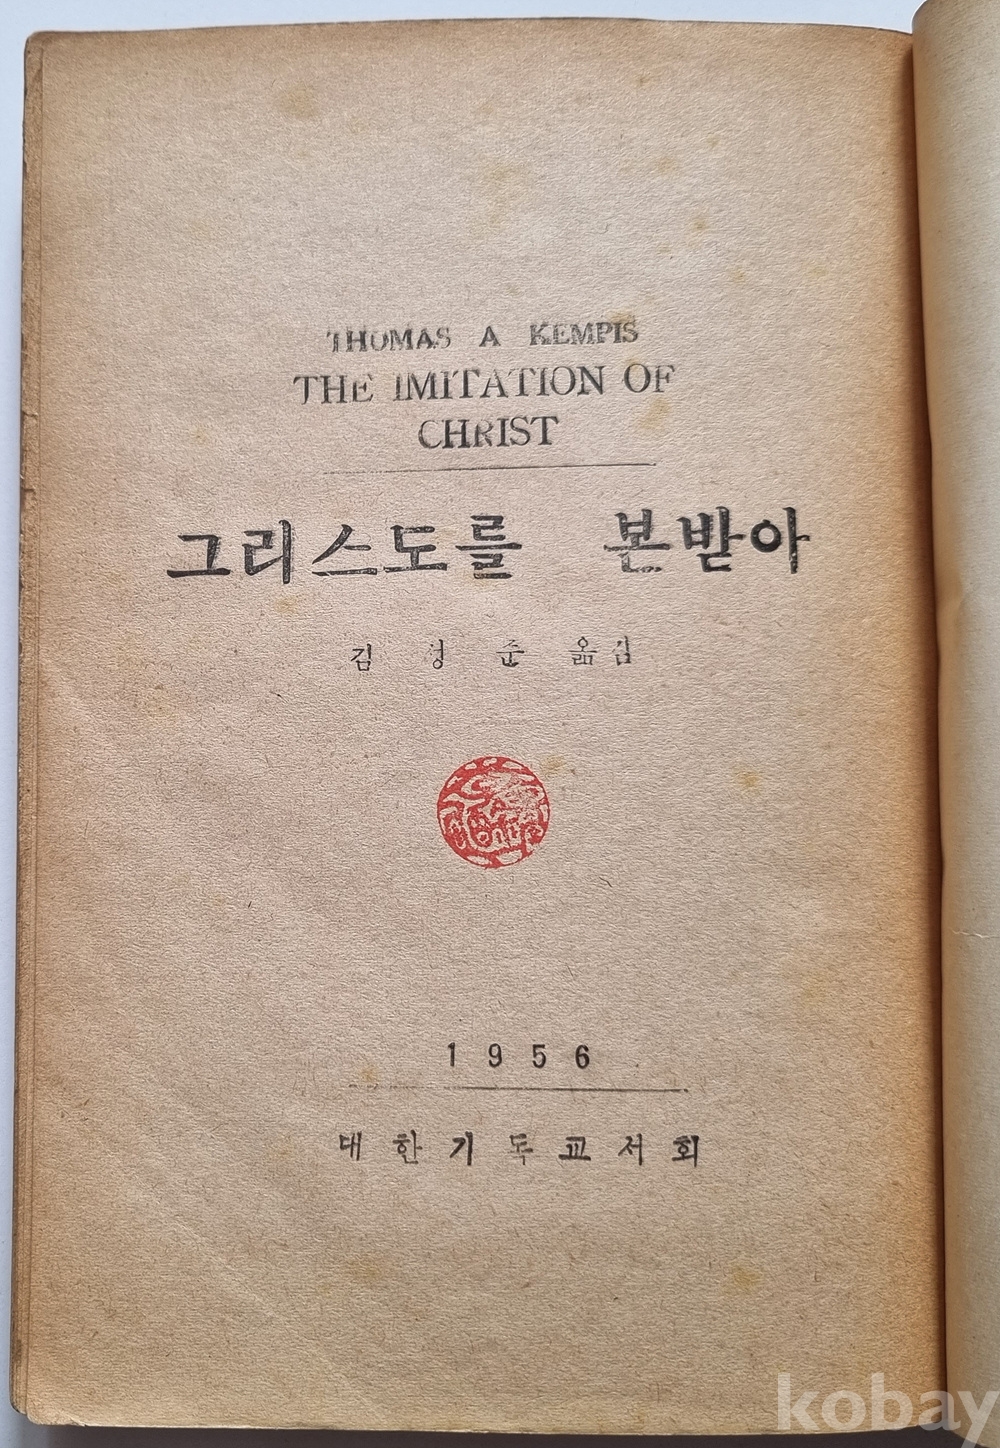 THOMAS A KEMPIS
THE IMITATION OF
CHRIST
그리스도를 본받아
김 성 준 옮김
1956
대한기독교서회
kobay